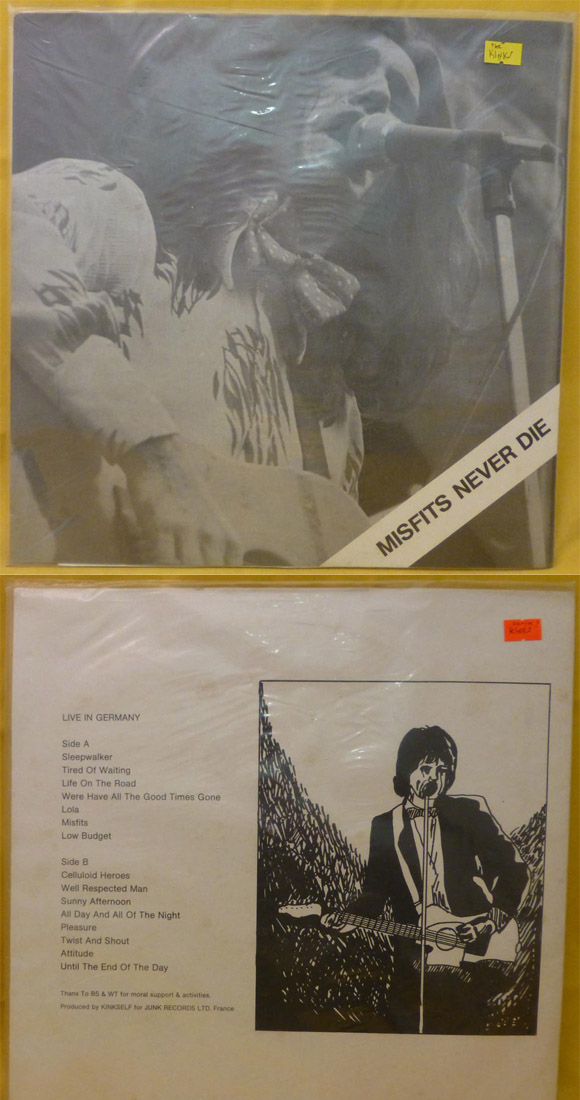 THE
KINKS
MISFITS NEVER DIE
LIVE IN GERMANY
Side A
Sleepwalker
Tired Of Waiting
Life On The Road
Were Have All The Good Times Gone
Lola
Misfits
Low Budget
Side B
Celluloid Heroes
Well Respected Man
Sunny Afternoon
All Day And All Of The Night
Pleasure
Twist And Shout
Attitude
Until The End Of The Day
Thank To BS & WT for moral support & activities
Produced by KINKSELF for JUNK RECORDS LTD. France